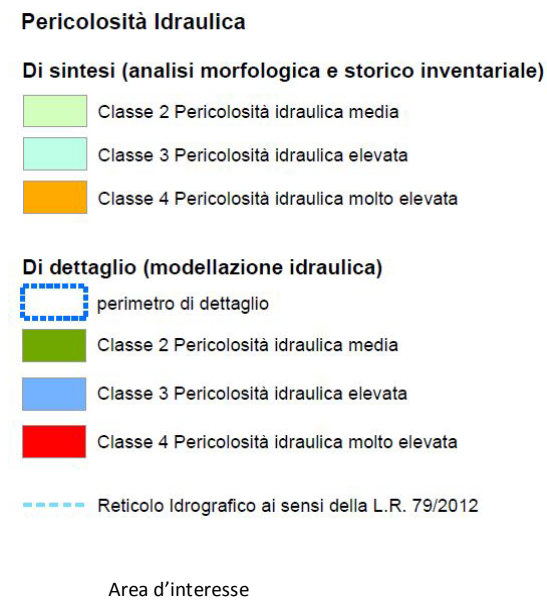 Pericolosità Idraulica
Di sintesi (analisi morfologica e storico inventariale)
Classe 2 Pericolosità idraulica media
Classe 3 Pericolosità idraulica elevata
Classe 4 Pericolosità idraulica molto elevata
Di dettaglio (modellazione idraulica)
perimetro di dettaglio
Classe 2 Pericolosità idraulica media
Classe 3 Pericolosità idraulica elevata
Classe 4 Pericolosità idraulica molto elevata
Reticolo Idrografico ai sensi della L.R. 79/2012
Area d'interesse